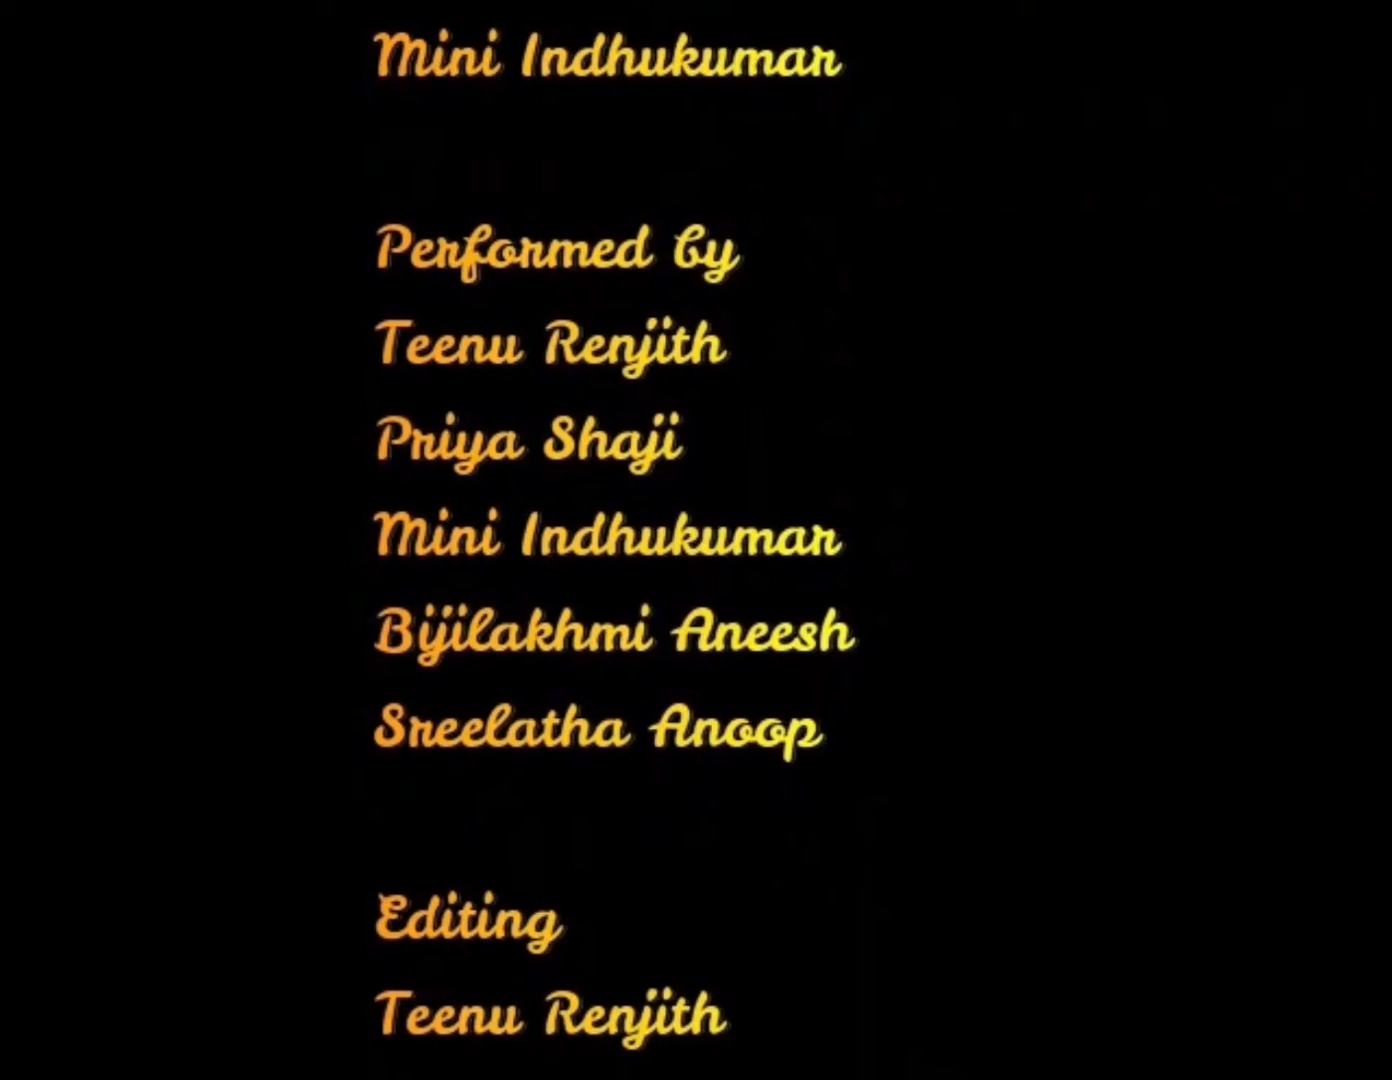 Mini Indhukumar
Performed by
Teenu Renjith
Priya Shaji
Mini Indhukumar
Bijilakhmi Aneesh
Sreelatha Anoop
Editing
Teenu Renjith